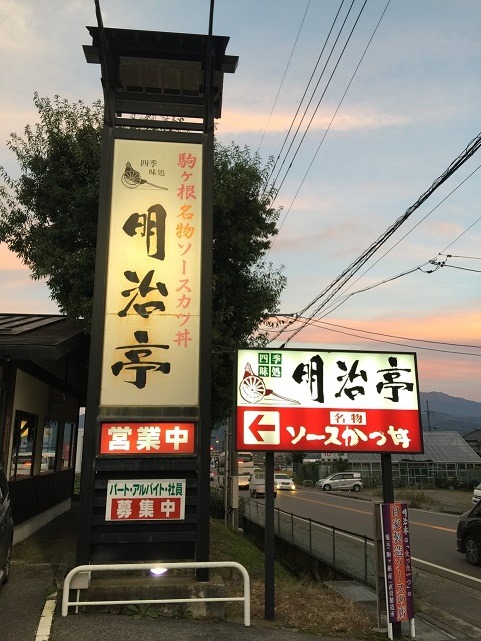 四季
味処
駒ヶ根名物ソースカツ丼
明治亭
営業中
パート・アルバイト・社員
募集中
四季
味処
明治亭
名物
ソースかつ丼